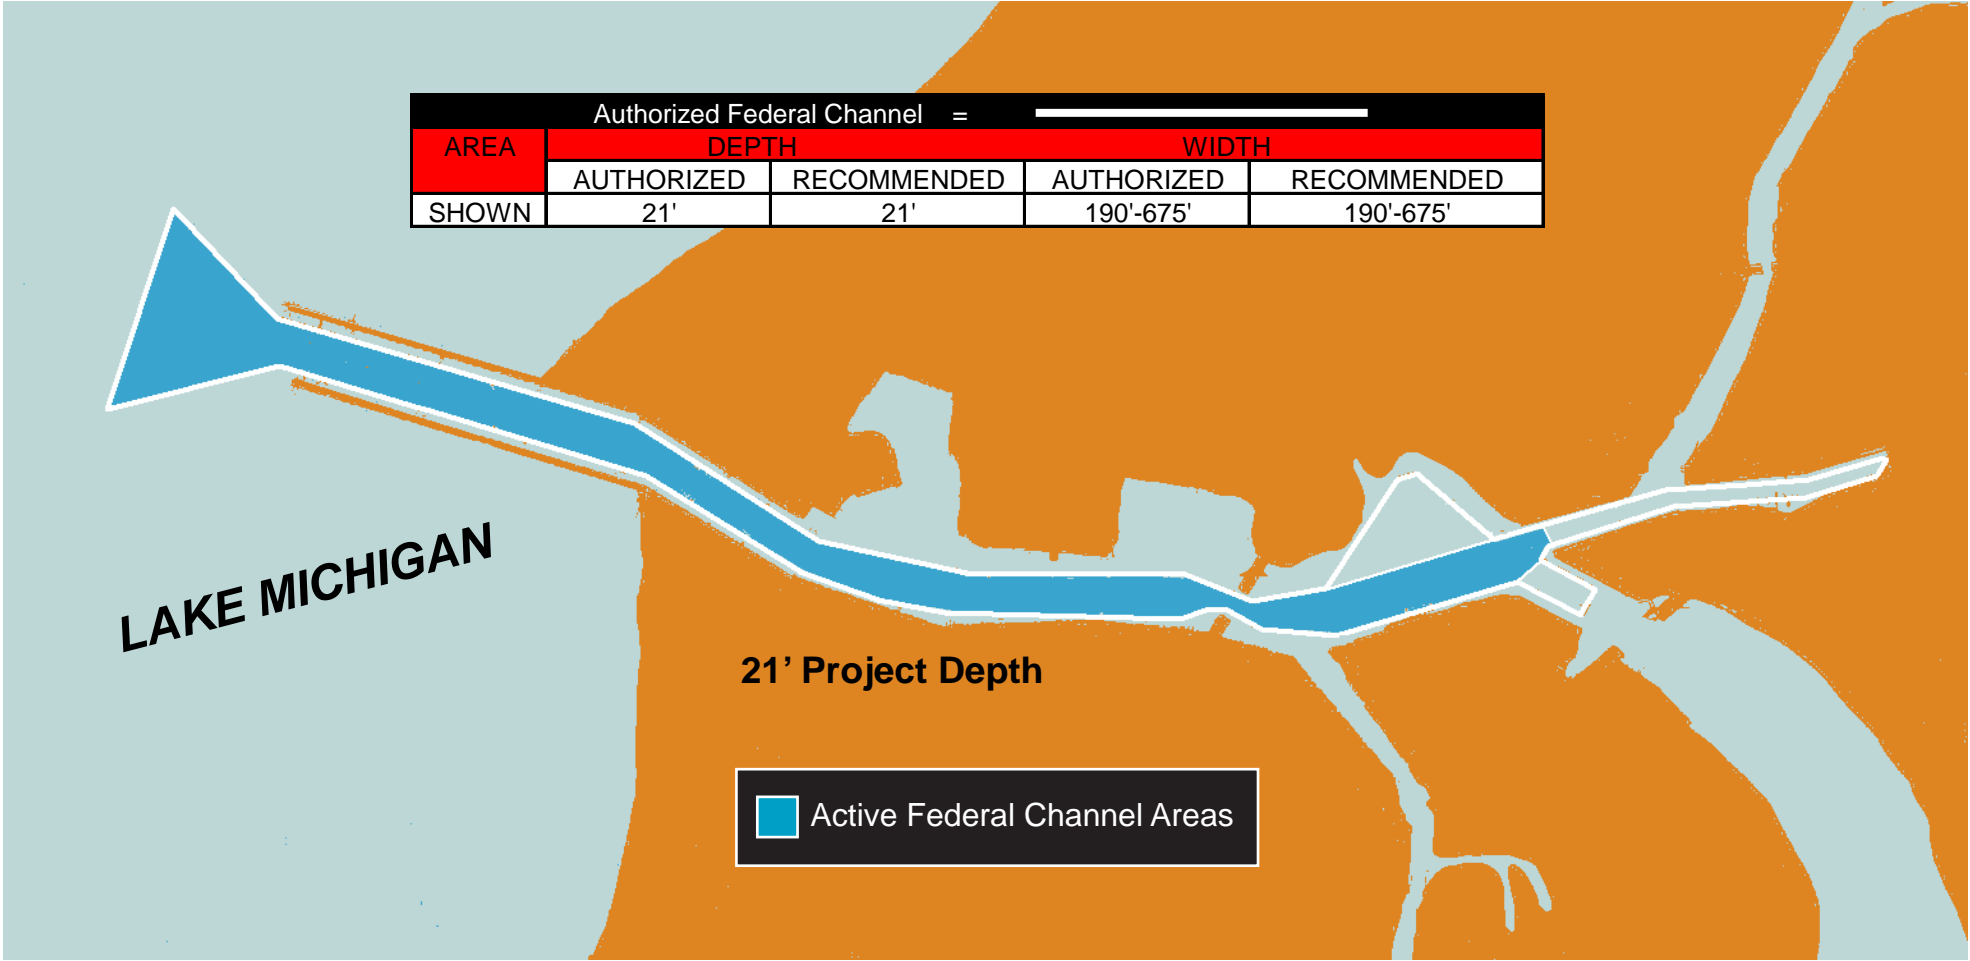 Authorized Federal Channel =
AREA DEPTH WIDTH
AUTHORIZED RECOMMENDED AUTHORIZED RECOMMENDED
SHOWN 21' 21' 190'-675' 190'-675'
LAKE MICHIGAN
21’ Project Depth
Active Federal Channel Areas